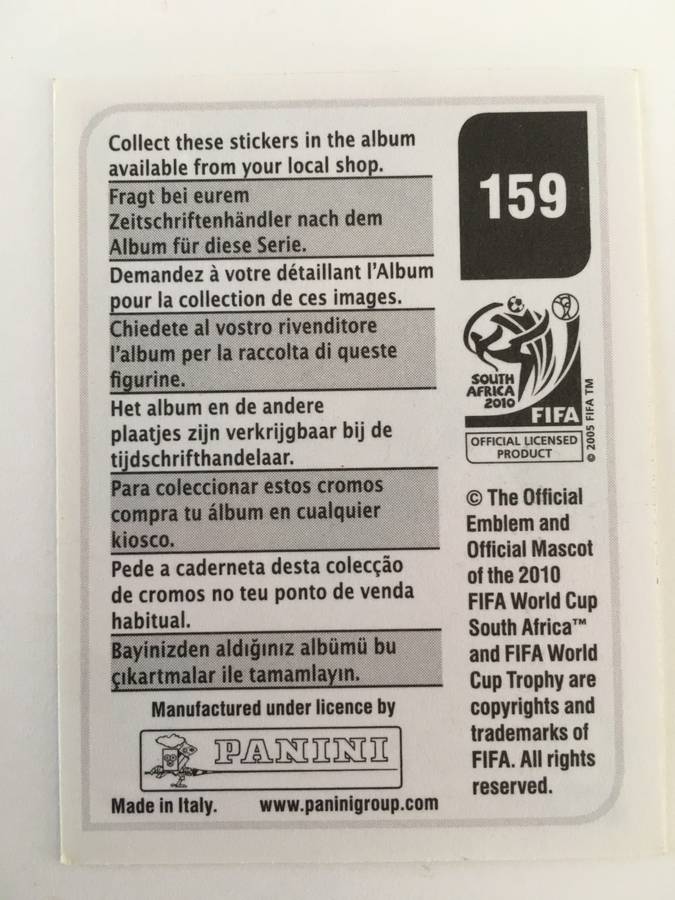 Collect these stickers in the album
available from your local shop.
Fragt bei eurem
Zeitschriftenhändler nach dem
Album für diese Serie.
Demandez à votre détaillant l'Album
pour la collection de ces images.
Chiedete al vostro rivenditore
l'album per la raccolta di queste
figurine.
Het album en de andere
plaatjes zijn verkrijgbaar bij de
tijdschrifthandelaar.
Para coleccionar estos cromos
compra tu álbum en cualquier
kiosco.
Pede a caderneta desta colecção
de cromos no teu ponto de venda
habitual.
Bayinizden aldığınız albümü bu
çıkartmalar ile tamamlayın.
Manufactured under licence by
PANINI
Made in Italy. www.paninigroup.com
159
SOUTH
AFRICA
2010
FIFA
OFFICIAL LICENSED
PRODUCT
© 2005 FIFA TM
© The Official
Emblem and
Official Mascot
of the 2010
FIFA World Cup
South Africa™
and FIFA World
Cup Trophy are
copyrights and
trademarks of
FIFA. All rights
reserved.